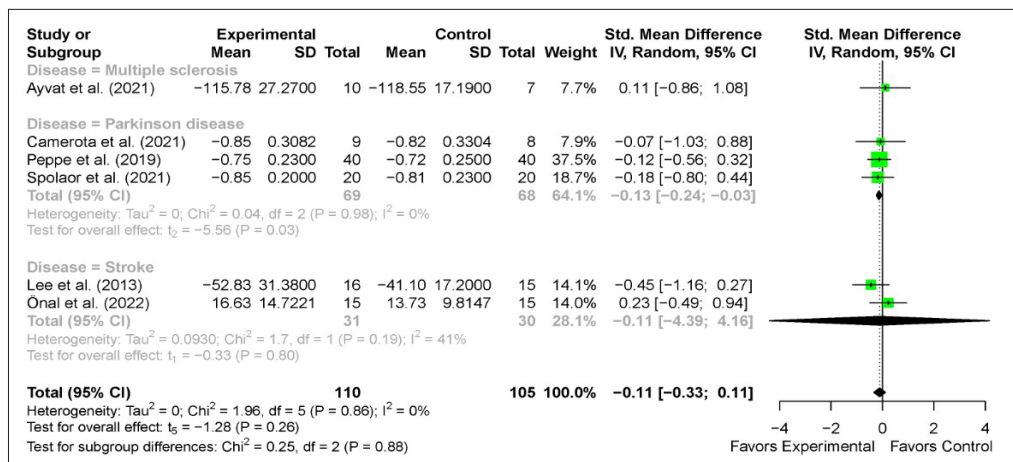 Study or Experimental Control Std. Mean Difference Std. Mean Difference
Subgroup Mean SD Total Mean SD Total Weight IV, Random, 95% CI IV, Random, 95% CI
Disease = Multiple sclerosis
Ayvat et al. (2021) −115.78 27.2700 10 −118.55 17.1900 7 7.7% 0.11 [−0.86; 1.08]
Disease = Parkinson disease
Camerota et al. (2021) −0.85 0.3082 9 −0.82 0.3304 8 7.9% −0.07 [−1.03; 0.88]
Peppe et al. (2019) −0.75 0.2300 40 −0.72 0.2500 40 37.5% −0.12 [−0.56; 0.32]
Spolaor et al. (2021) −0.85 0.2000 20 −0.81 0.2300 20 18.7% −0.18 [−0.80; 0.44]
Total (95% CI) 69 68 64.1% −0.13 [−0.24; −0.03]
Heterogeneity: Tau² = 0; Chi² = 0.04, df = 2 (P = 0.98); I² = 0%
Test for overall effect: t₂ = −5.56 (P = 0.03)
Disease = Stroke
Lee et al. (2013) −52.83 31.3800 16 −41.10 17.2000 15 14.1% −0.45 [−1.16; 0.27]
Önal et al. (2022) 16.63 14.7221 15 13.73 9.8147 15 14.0% 0.23 [−0.49; 0.94]
Total (95% CI) 31 30 28.1% −0.11 [−4.39; 4.16]
Heterogeneity: Tau² = 0.0930; Chi² = 1.7, df = 1 (P = 0.19); I² = 41%
Test for overall effect: t₁ = −0.33 (P = 0.80)
Total (95% CI) 110 105 100.0% −0.11 [−0.33; 0.11]
Heterogeneity: Tau² = 0; Chi² = 1.96, df = 5 (P = 0.86); I² = 0%
Test for overall effect: t₅ = −1.28 (P = 0.26)
Test for subgroup differences: Chi² = 0.25, df = 2 (P = 0.88)
−4 −2 0 2 4
Favors Experimental Favors Control